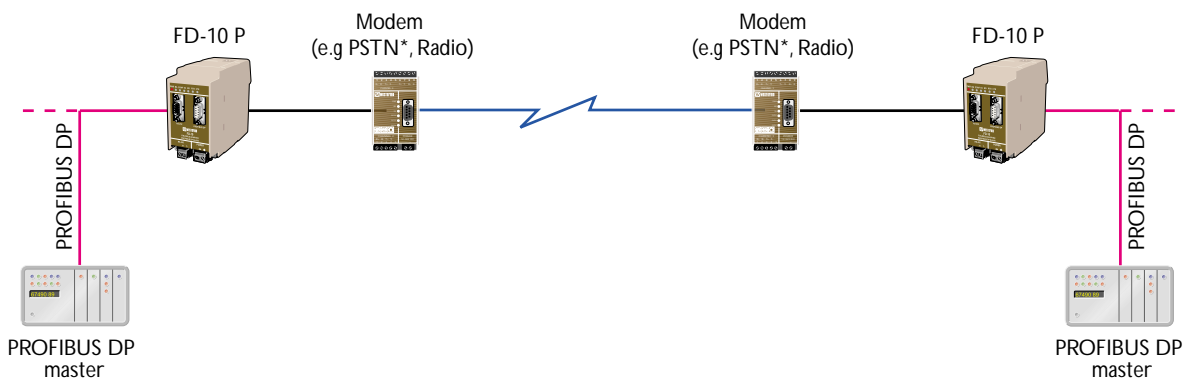 Modem
(e.g PSTN*, Radio)
Modem
(e.g PSTN*, Radio)
FD-10 P
FD-10 P
PROFIBUS DP
PROFIBUS DP
PROFIBUS DP
master
PROFIBUS DP
master